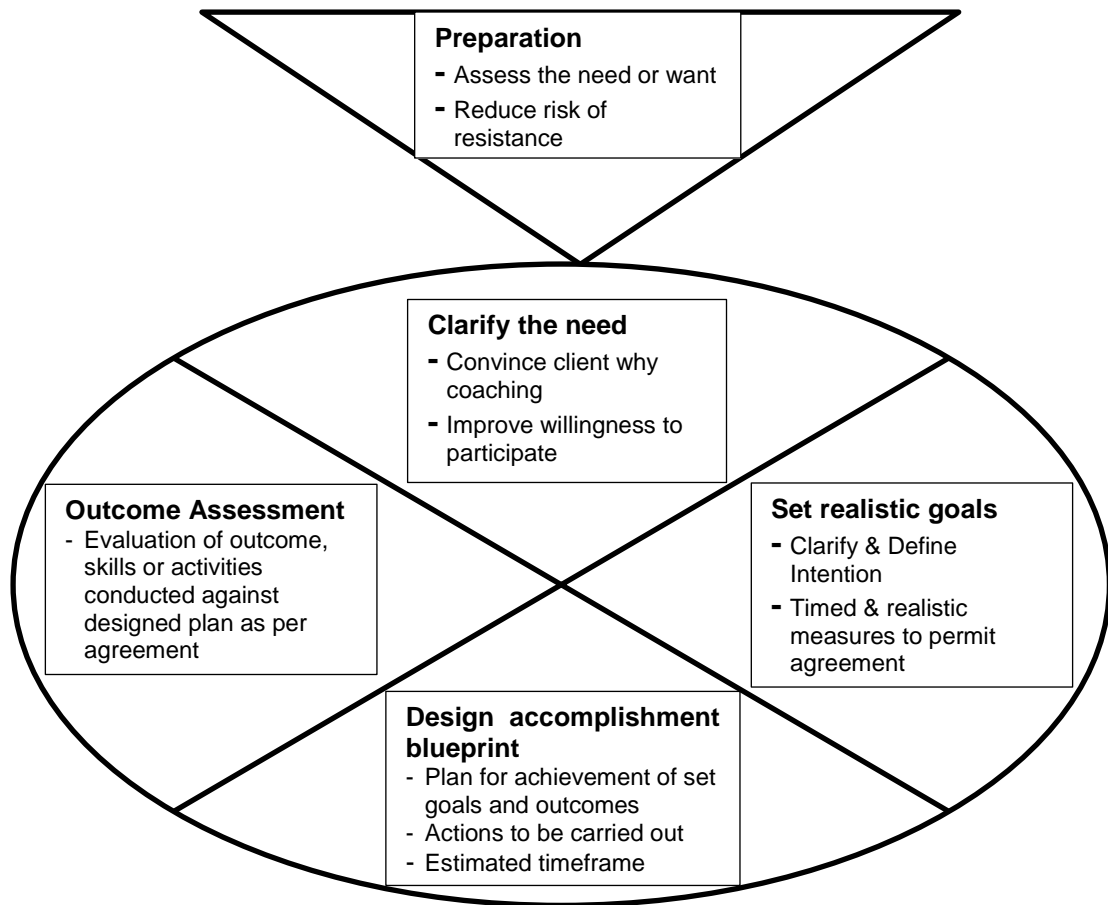 Preparation
- Assess the need or want
- Reduce risk of
resistance
Clarify the need
- Convince client why
coaching
- Improve willingness to
participate
Outcome Assessment
- Evaluation of outcome,
skills or activities
conducted against
designed plan as per
agreement
Set realistic goals
- Clarify & Define
Intention
- Timed & realistic
measures to permit
agreement
Design accomplishment
blueprint
- Plan for achievement of set
goals and outcomes
- Actions to be carried out
- Estimated timeframe